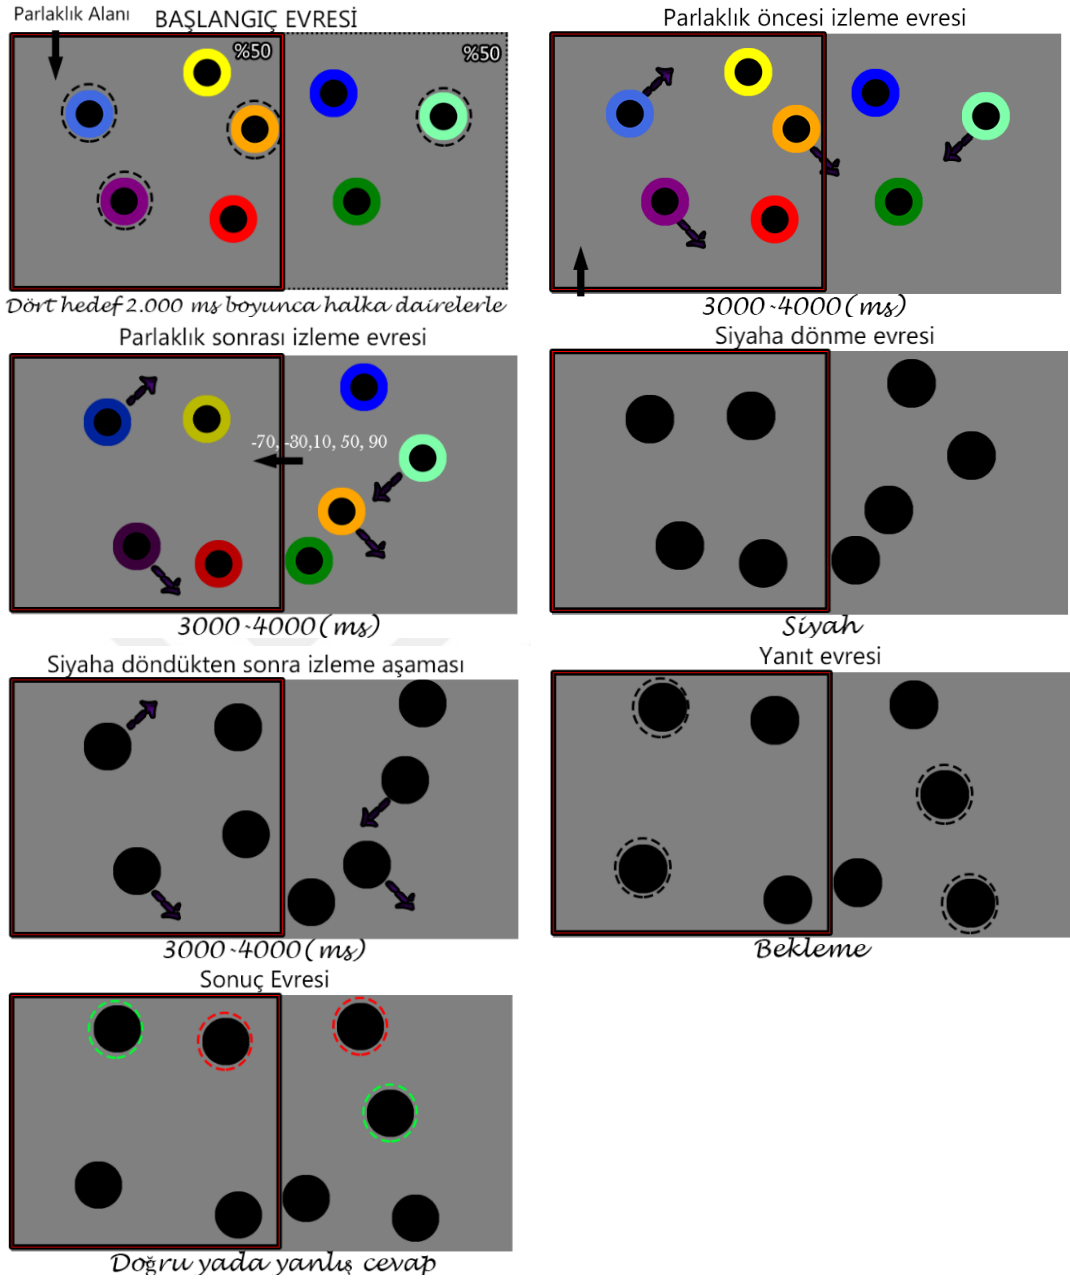 Parlaklık Alanı
BAŞLANGIÇ EVRESİ
%50
%50
Dört hedef 2.000 ms boyunca halka dairelerle
Parlaklık öncesi izleme evresi
3000-4000(ms)
Parlaklık sonrası izleme evresi
-70, -30,10, 50, 90
3000-4000(ms)
Siyaha dönme evresi
Siyah
Siyaha döndükten sonra izleme aşaması
3000-4000(ms)
Yanıt evresi
Bekleme
Sonuç Evresi
Doğru yada yanlış cevap